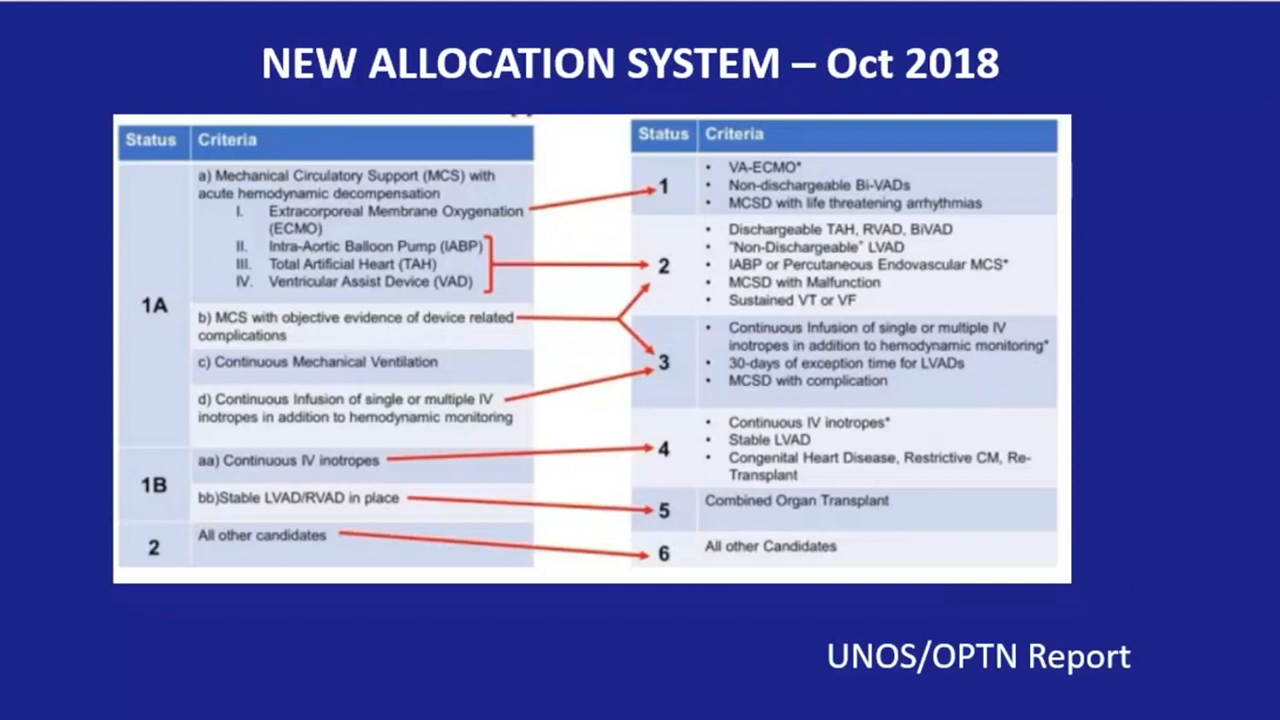 NEW ALLOCATION SYSTEM – Oct 2018
Status Criteria
1A
a) Mechanical Circulatory Support (MCS) with
acute hemodynamic decompensation
I. Extracorporeal Membrane Oxygenation
(ECMO)
II. Intra-Aortic Balloon Pump (IABP)
III. Total Artificial Heart (TAH)
IV. Ventricular Assist Device (VAD)
b) MCS with objective evidence of device related
complications
c) Continuous Mechanical Ventilation
d) Continuous Infusion of single or multiple IV
inotropes in addition to hemodynamic monitoring
1B
aa) Continuous IV inotropes
bb)Stable LVAD/RVAD in place
2
All other candidates
Status Criteria
1
• VA-ECMO*
• Non-dischargeable Bi-VADs
• MCSD with life threatening arrhythmias
2
• Dischargeable TAH, RVAD, BiVAD
• "Non-Dischargeable" LVAD
• IABP or Percutaneous Endovascular MCS*
• MCSD with Malfunction
• Sustained VT or VF
3
• Continuous Infusion of single or multiple IV
inotropes in addition to hemodynamic monitoring*
• 30-days of exception time for LVADs
• MCSD with complication
4
• Continuous IV inotropes*
• Stable LVAD
• Congenital Heart Disease, Restrictive CM, Re-
Transplant
5
Combined Organ Transplant
6
All other Candidates
UNOS/OPTN Report